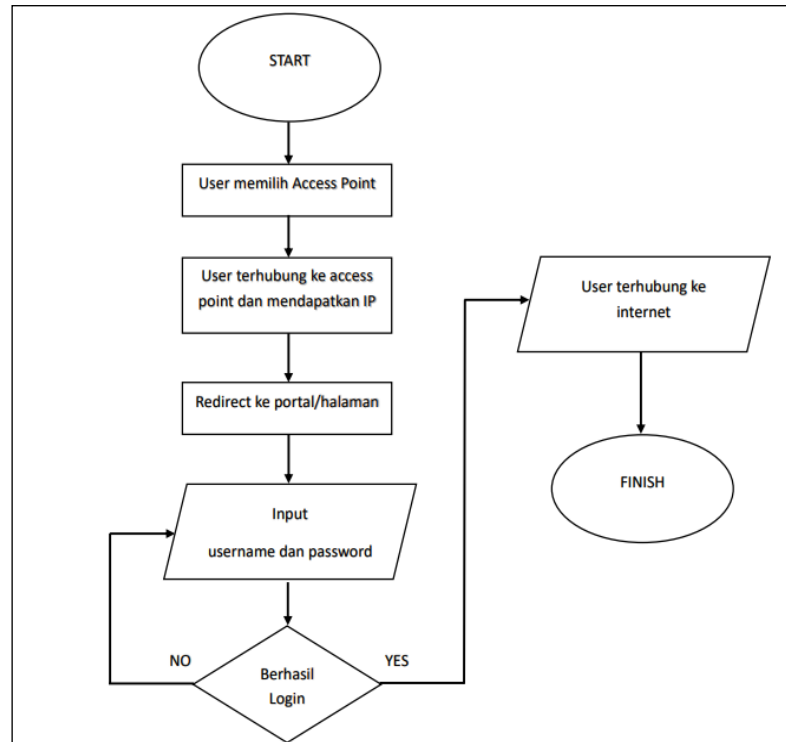 START
User memilih Access Point
User terhubung ke access
point dan mendapatkan IP
Redirect ke portal/halaman
Input
username dan password
NO
Berhasil
Login
YES
User terhubung ke
internet
FINISH